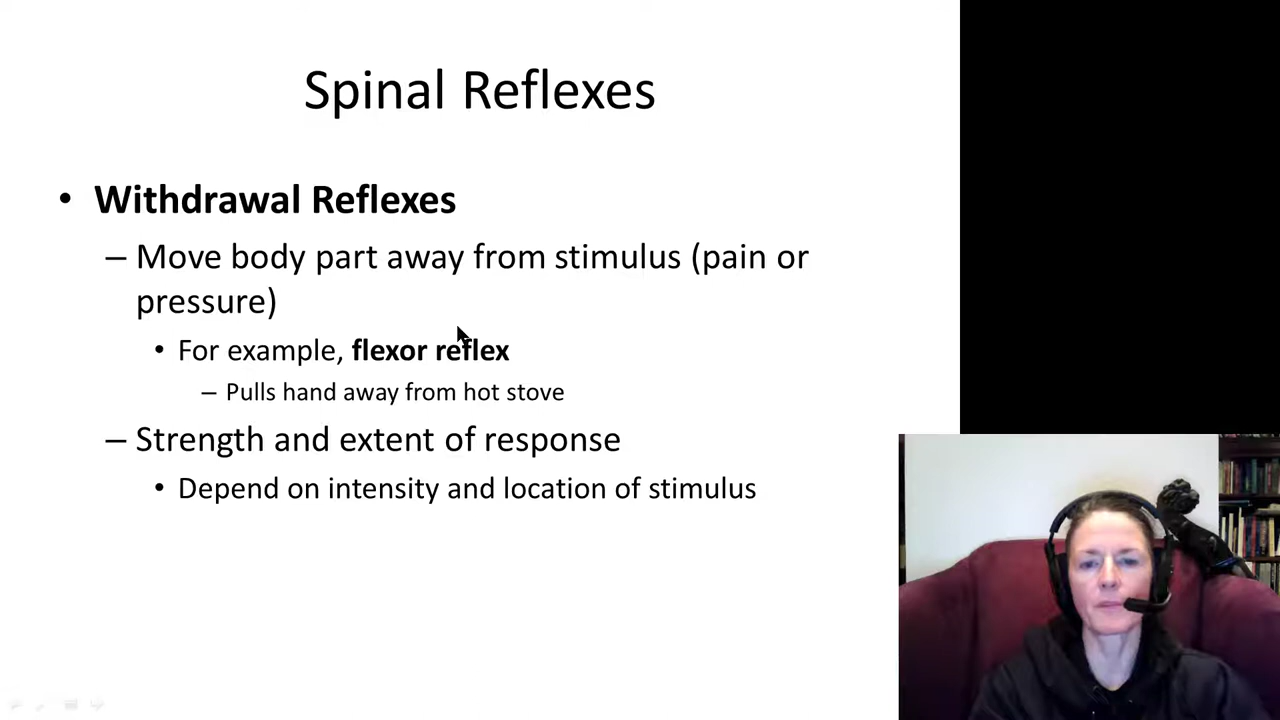 Spinal Reflexes
• Withdrawal Reflexes
– Move body part away from stimulus (pain or
pressure)
• For example, flexor reflex
– Pulls hand away from hot stove
– Strength and extent of response
• Depend on intensity and location of stimulus